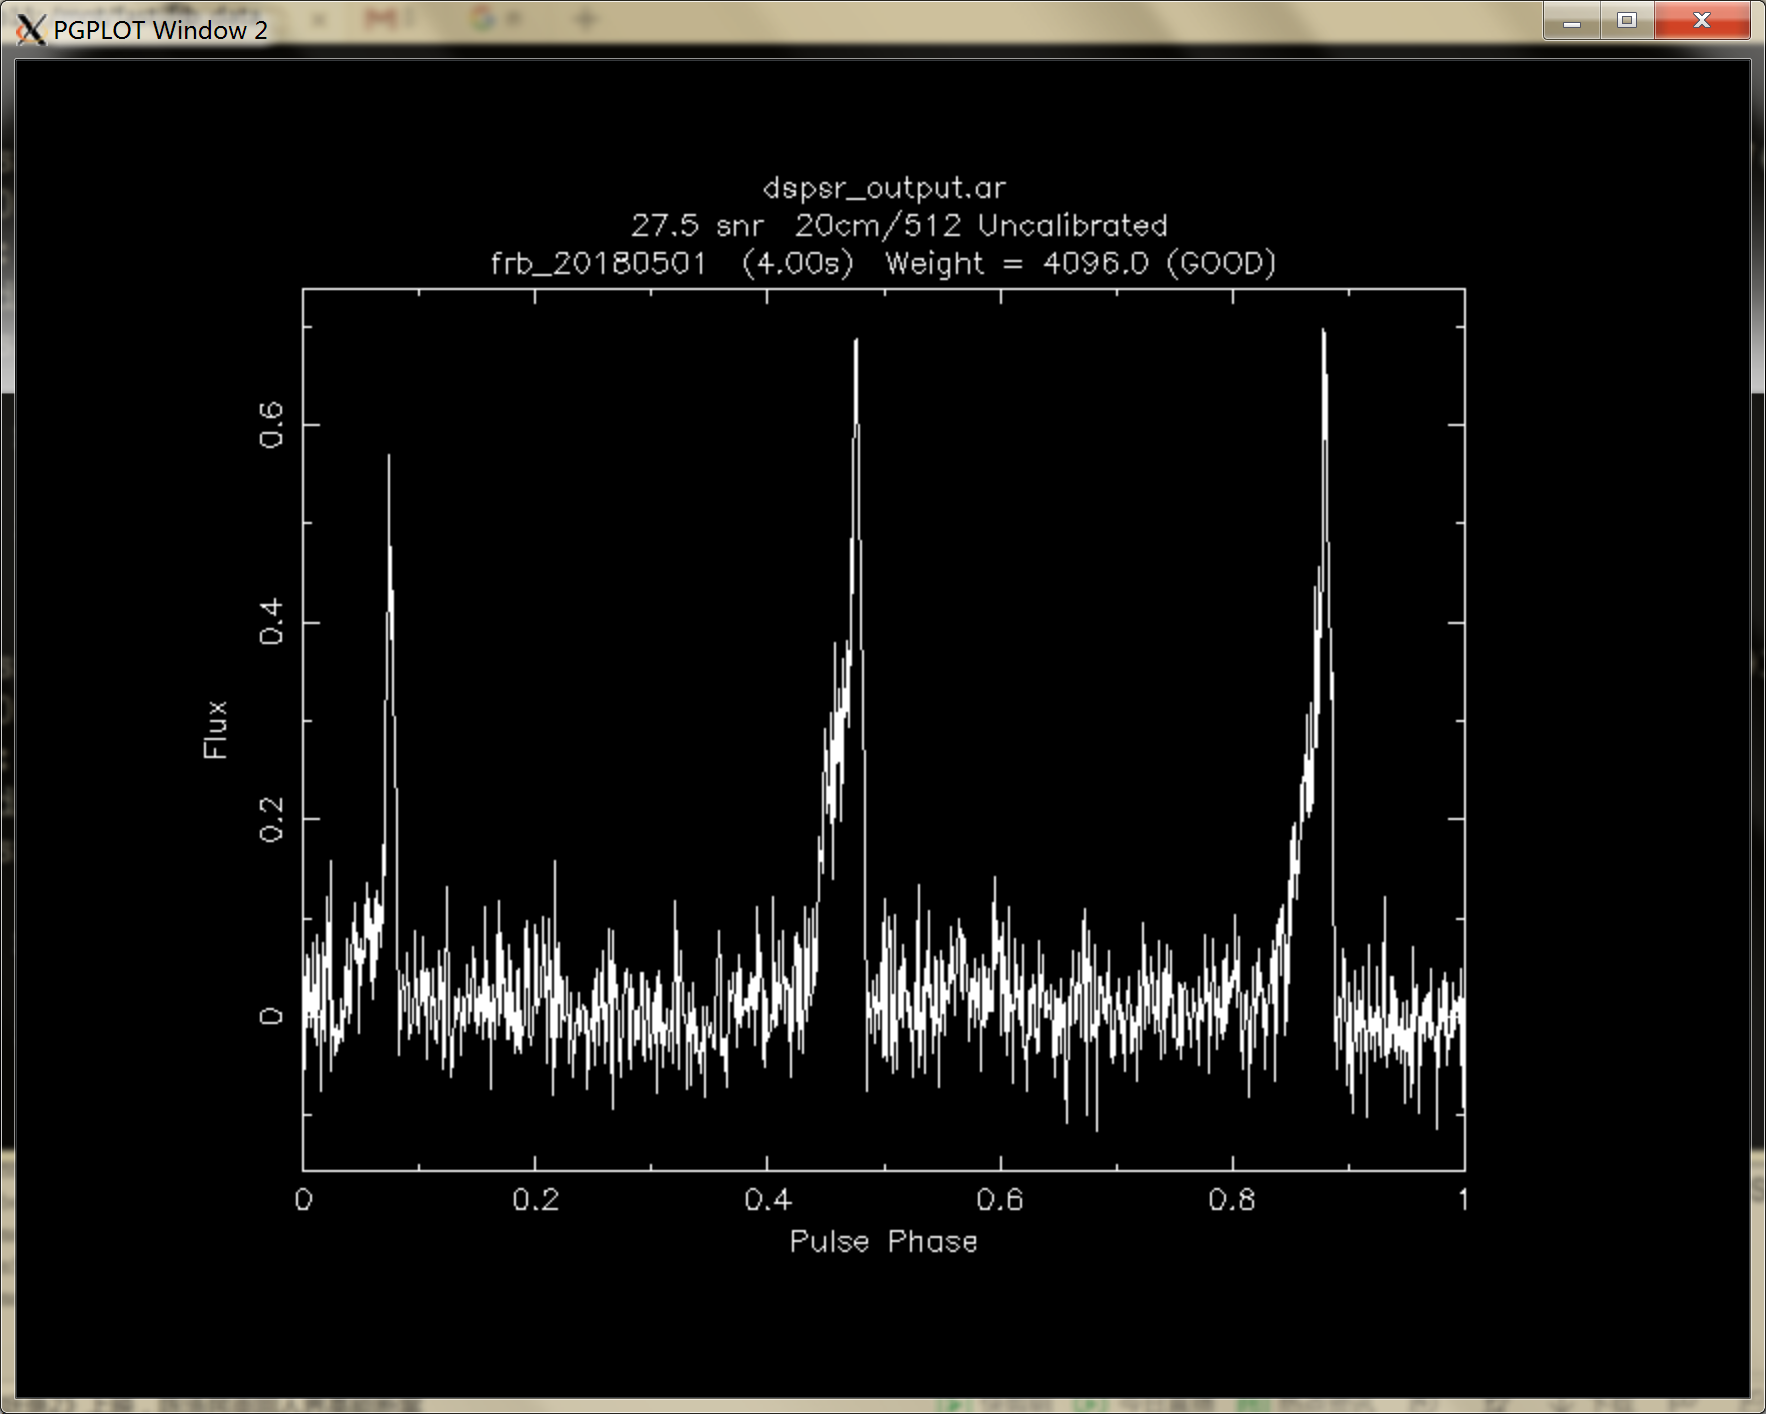 PGPLOT Window 2
dspsr_output.ar
27.5 snr 20cm/512 Uncalibrated
frb_20180501 (4.00s) Weight = 4096.0 (GOOD)
0.6
0.4
0.2
0
Flux
0 0.2 0.4 0.6 0.8 1
Pulse Phase